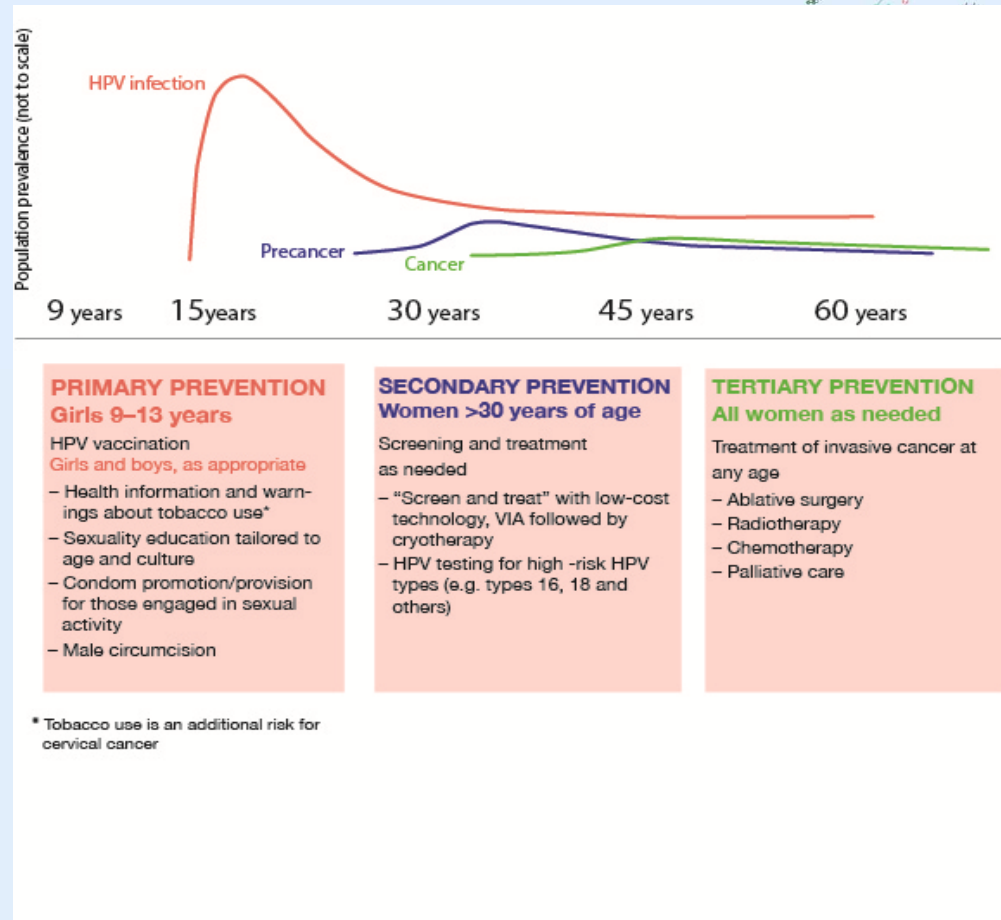 Population prevalence (not to scale)
HPV infection
Precancer
Cancer
9 years 15years 30 years 45 years 60 years
PRIMARY PREVENTION
Girls 9–13 years
HPV vaccination
Girls and boys, as appropriate
– Health information and warn-
ings about tobacco use*
– Sexuality education tailored to
age and culture
– Condom promotion/provision
for those engaged in sexual
activity
– Male circumcision
SECONDARY PREVENTION
Women >30 years of age
Screening and treatment
as needed
– “Screen and treat” with low-cost
technology, VIA followed by
cryotherapy
– HPV testing for high -risk HPV
types (e.g. types 16, 18 and
others)
TERTIARY PREVENTION
All women as needed
Treatment of invasive cancer at
any age
– Ablative surgery
– Radiotherapy
– Chemotherapy
– Palliative care
* Tobacco use is an additional risk for
cervical cancer